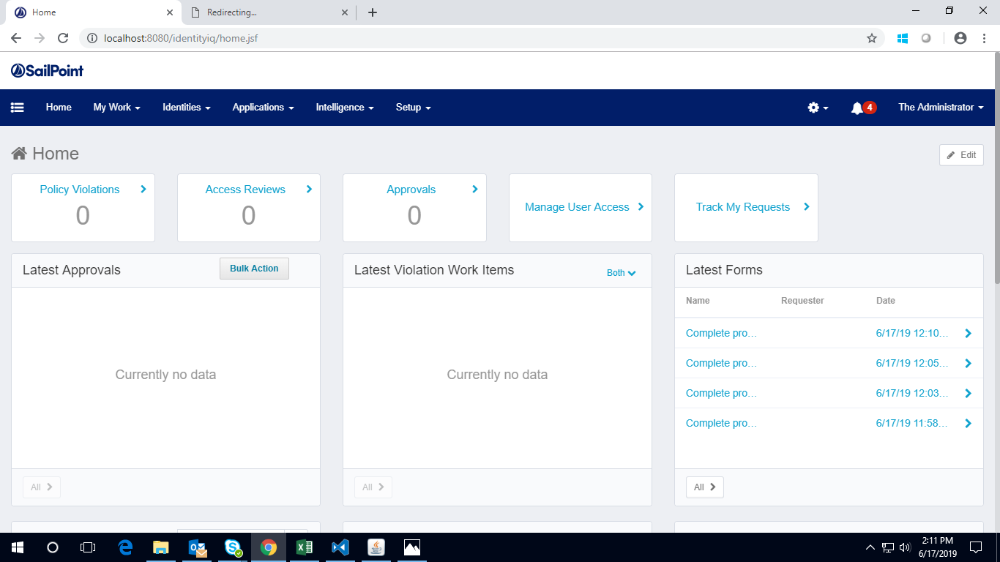 Home
Redirecting...
localhost:8080/identityiq/home.jsf
SailPoint
Home My Work Identities Applications Intelligence Setup 4 The Administrator
Home
Edit
Policy Violations
0
Access Reviews
0
Approvals
0
Manage User Access
Track My Requests
Latest Approvals
Bulk Action
Currently no data
All
Latest Violation Work Items
Both
Currently no data
All
Latest Forms
Name Requester Date
Complete pro... 6/17/19 12:10...
Complete pro... 6/17/19 12:05...
Complete pro... 6/17/19 12:03...
Complete pro... 6/17/19 11:58...
All
2:11 PM
6/17/2019